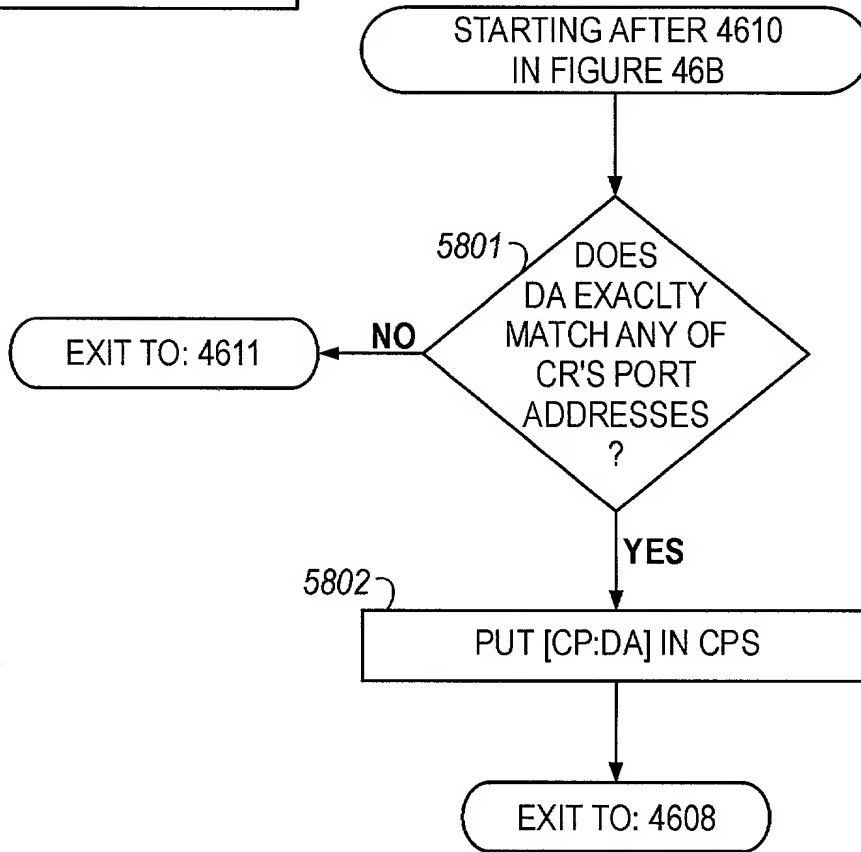 STARTING AFTER 4610
IN FIGURE 46B
5801
DOES
DA EXACLTY
MATCH ANY OF
CR'S PORT
ADDRESSES
?
NO
EXIT TO: 4611
YES
5802
PUT [CP:DA] IN CPS
EXIT TO: 4608